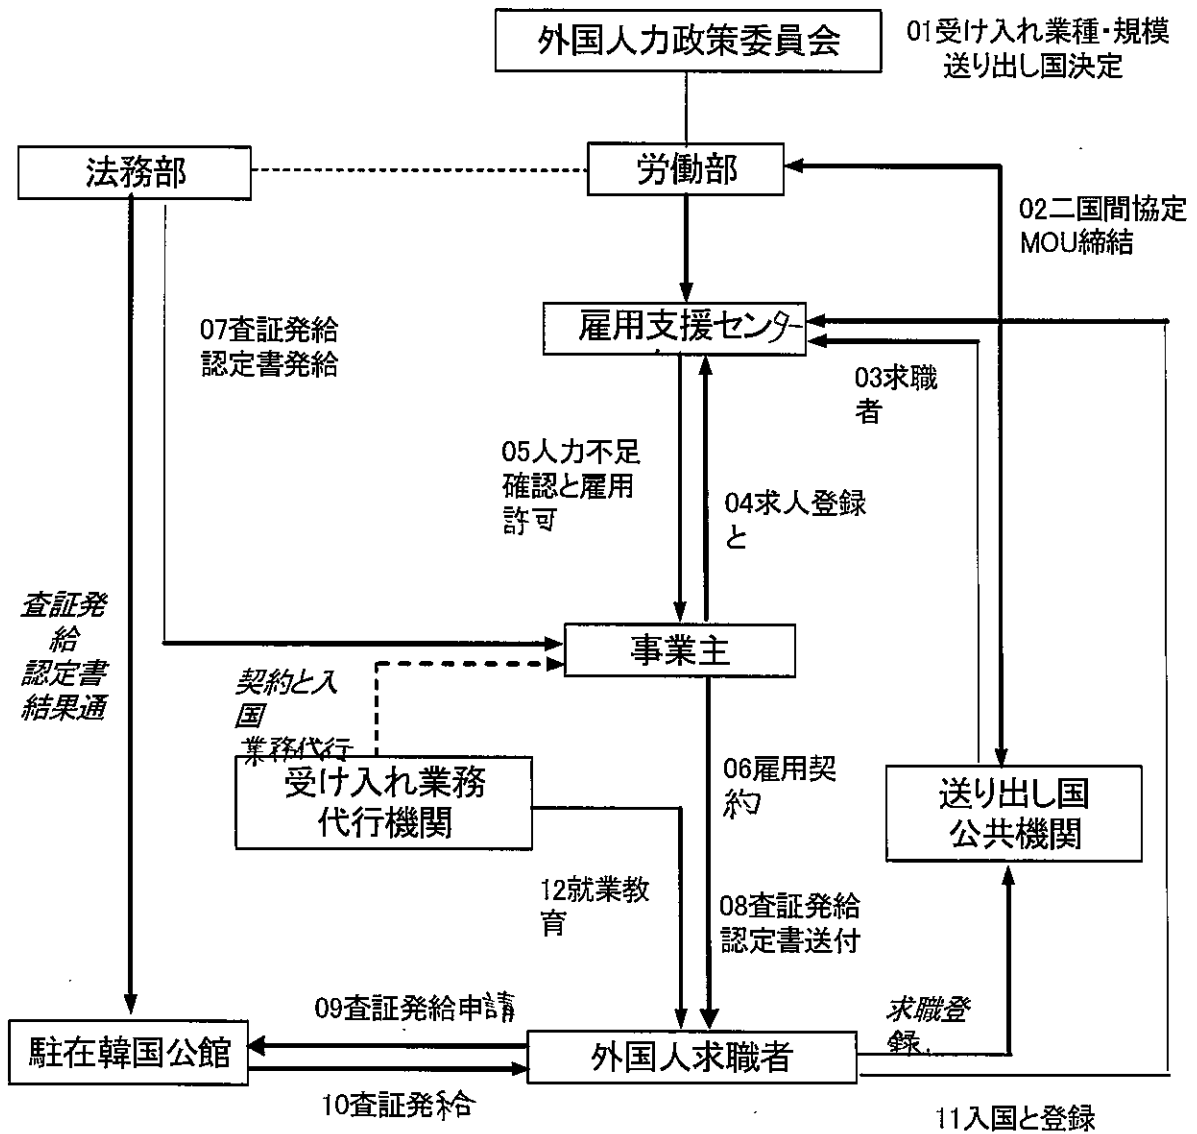 外国人力政策委員会
01受け入れ業種・規模
送り出し国決定
法務部
労働部
02二国間協定
MOU締結
雇用支援センター
07査証発給
認定書発給
03求職
者
05人力不足
確認と雇用
許可
04求人登録
と
査証発
給
認定書
結果通
事業主
契約と入
国
業務代行
受け入れ業務
代行機関
06雇用契
約
送り出し国
公共機関
12就業教
育
08査証発給
認定書送付
09査証発給申請
求職登
録
駐在韓国公館
外国人求職者
10査証発給
11入国と登録